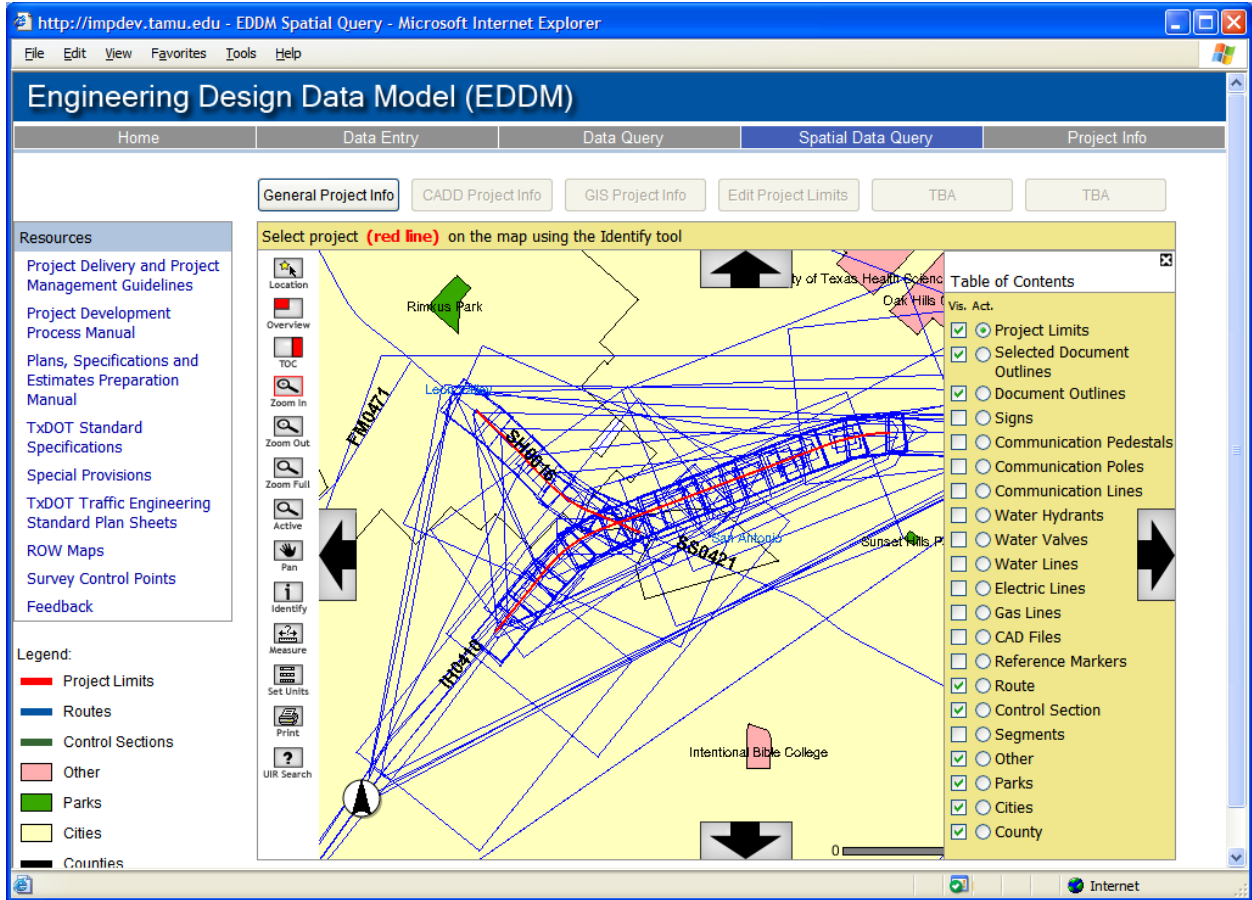 http://impdev.tamu.edu - EDDM Spatial Query - Microsoft Internet Explorer
File Edit View Favorites Tools Help
Engineering Design Data Model (EDDM)
Home Data Entry Data Query Spatial Data Query Project Info
General Project Info CADD Project Info GIS Project Info Edit Project Limits TBA TBA
Resources
Project Delivery and Project
Management Guidelines
Project Development
Process Manual
Plans, Specifications and
Estimates Preparation
Manual
TxDOT Standard
Specifications
Special Provisions
TxDOT Traffic Engineering
Standard Plan Sheets
ROW Maps
Survey Control Points
Feedback
Legend:
Project Limits
Routes
Control Sections
Other
Parks
Cities
Counties
Select project (red line) on the map using the Identify tool
Location
Overview
TOC
Zoom In
Zoom Out
Zoom Full
Active
Pan
Identify
Measure
Set Units
Print
UIR Search
ty of Texas Health Scienc
Oak Hills
Rimkus Park
Leon Valley
FM0471
SH0016
San Antonio
SS0421
Sunset Hills P
IH0410
Intentional Bible College
0
Table of Contents
Vis. Act.
Project Limits
Selected Document
Outlines
Document Outlines
Signs
Communication Pedestals
Communication Poles
Communication Lines
Water Hydrants
Water Valves
Water Lines
Electric Lines
Gas Lines
CAD Files
Reference Markers
Route
Control Section
Segments
Other
Parks
Cities
County
Internet